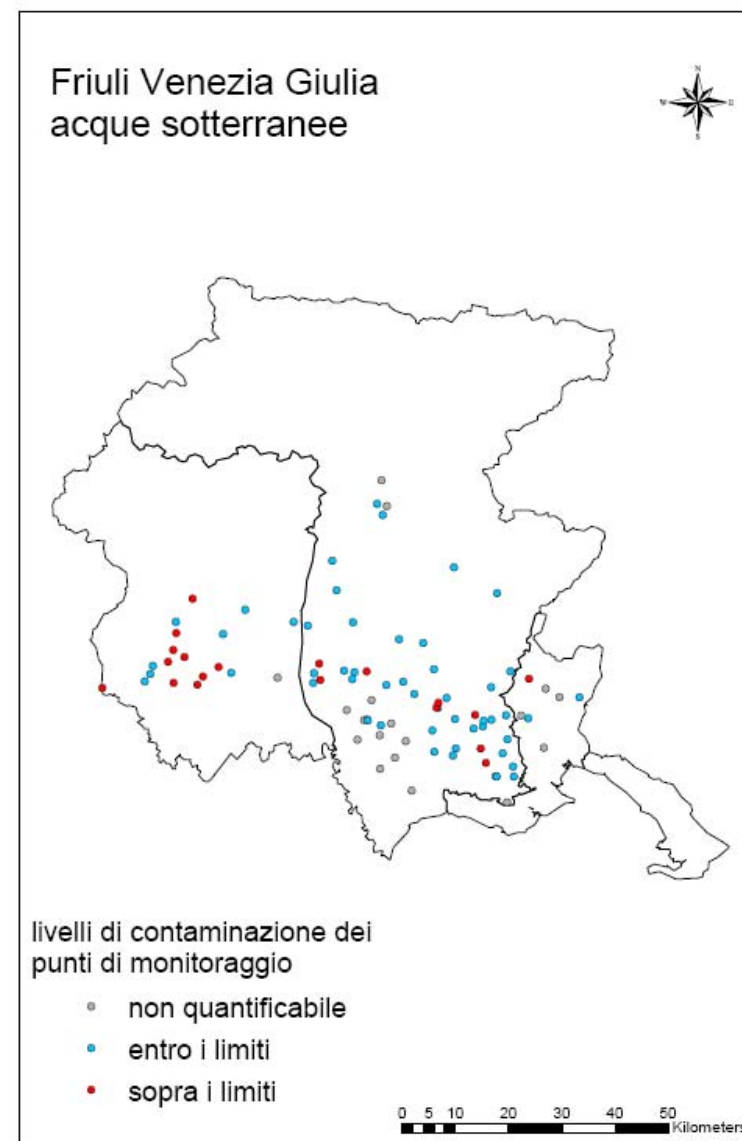 Friuli Venezia Giulia
acque sotterranee
N
W
E
S
livelli di contaminazione dei
punti di monitoraggio
non quantificabile
entro i limiti
sopra i limiti
0 5 10 20 30 40 50
Kilometers